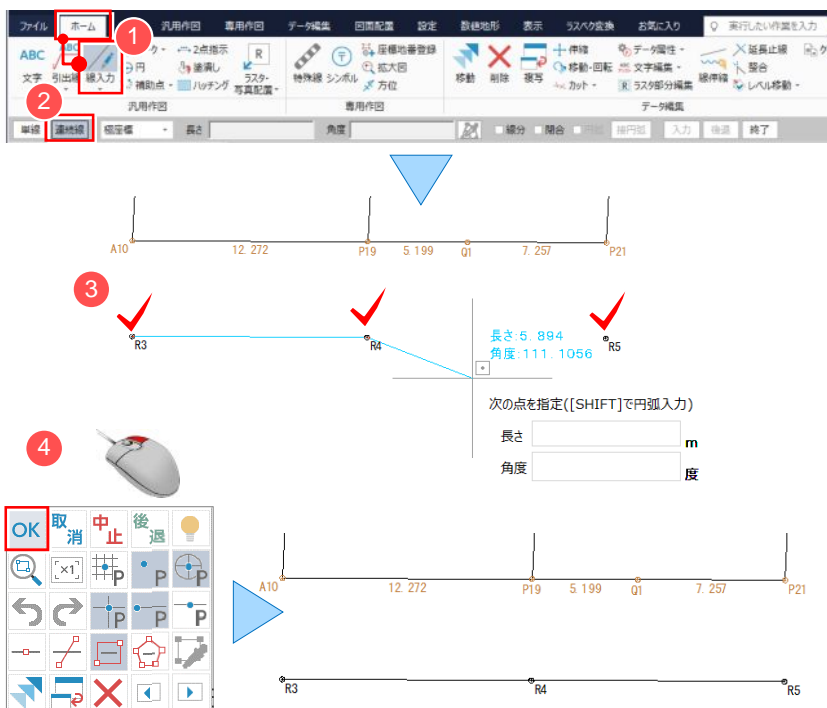 ファイル ホーム 汎用作図 専用作図 データ編集 図面配置 設定 数値地形 表示 ラスベク変換 お気に入り 実行したい作業を入力
1
ABC 文字 引出線 線入力 円 補助点 2点指示 塗潰し ハッチング R ラスター・写真配置 特殊線 シンボル 座標地番登録 拡大図 方位 移動 削除 複写 伸縮 移動・回転 カット データ属性 文字編集 ラスタ部分編集 線伸縮 延長止線 整合 レベル移動
汎用作図 専用作図 データ編集
2
単線 連続線 極座標 長さ 角度 線分 閉合 円弧 接円弧 入力 後退 終了
A10 12.272 P19 5.199 Q1 7.257 P21
3
R3 R4 R5
長さ:5.894
角度:111.1056
次の点を指定([SHIFT]で円弧入力)
長さ m
角度 度
4
OK 取消 中止 後退
[×1] P P P
P P P
A10 12.272 P19 5.199 Q1 7.257 P21
R3 R4 R5